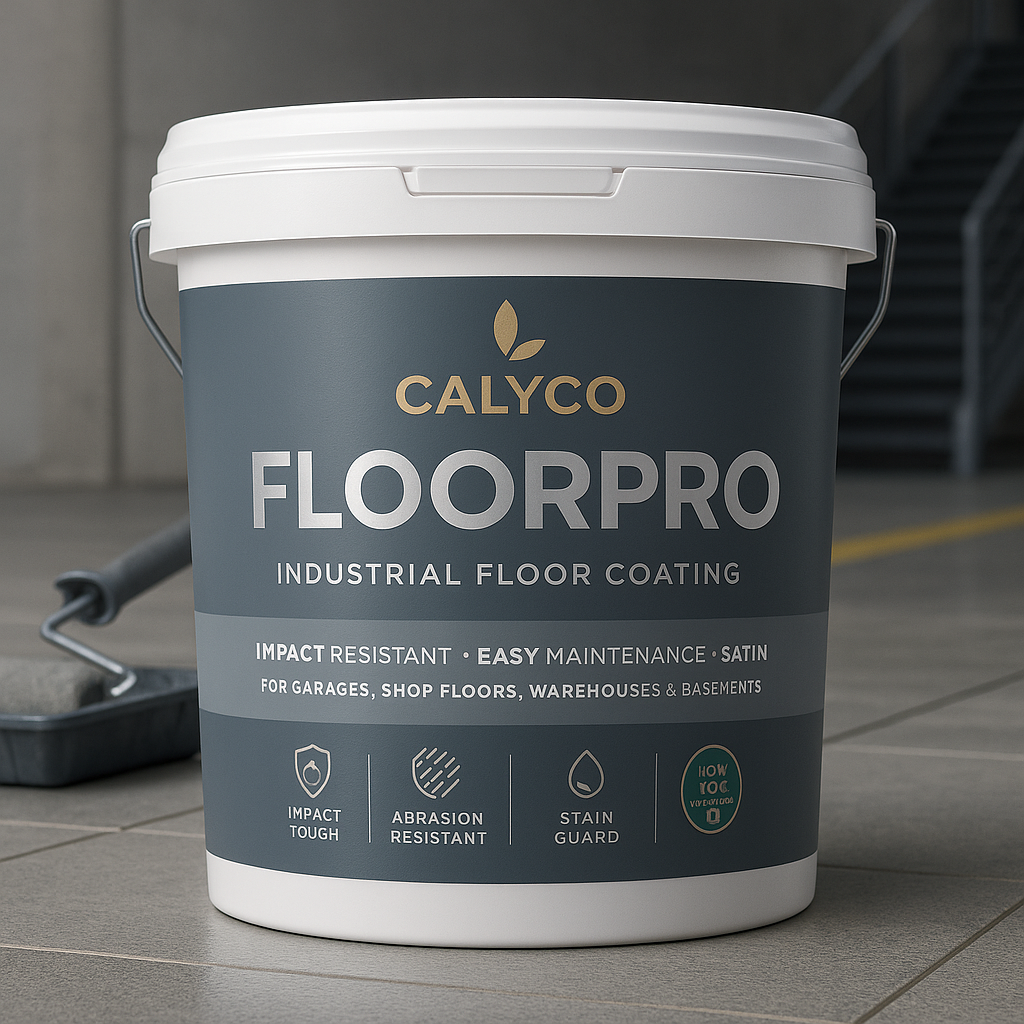 CALYCO
FLOORPRO
INDUSTRIAL FLOOR COATING
IMPACT RESISTANT · EASY MAINTENANCE · SATIN
FOR GARAGES, SHOP FLOORS, WAREHOUSES & BASEMENTS
IMPACT
TOUGH
ABRASION
RESISTANT
STAIN
GUARD